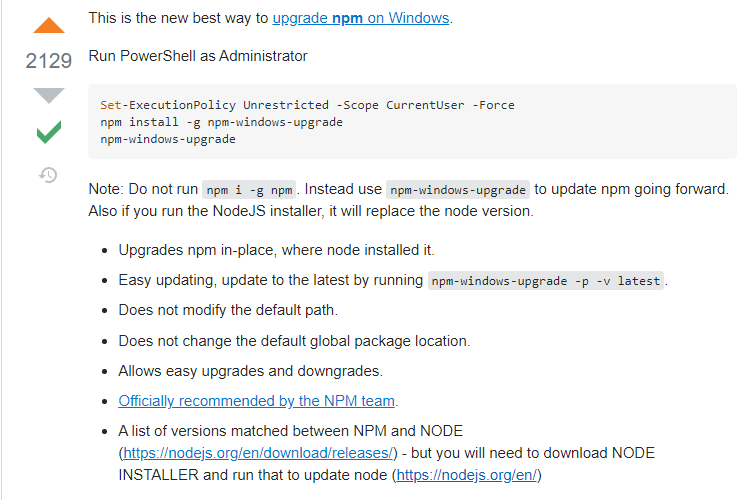 This is the new best way to upgrade npm on Windows.
2129
Run PowerShell as Administrator
Set-ExecutionPolicy Unrestricted -Scope CurrentUser -Force
npm install -g npm-windows-upgrade
npm-windows-upgrade
Note: Do not run npm i -g npm. Instead use npm-windows-upgrade to update npm going forward.
Also if you run the NodeJS installer, it will replace the node version.
• Upgrades npm in-place, where node installed it.
• Easy updating, update to the latest by running npm-windows-upgrade -p -v latest.
• Does not modify the default path.
• Does not change the default global package location.
• Allows easy upgrades and downgrades.
• Officially recommended by the NPM team.
• A list of versions matched between NPM and NODE
(https://nodejs.org/en/download/releases/) - but you will need to download NODE
INSTALLER and run that to update node (https://nodejs.org/en/)